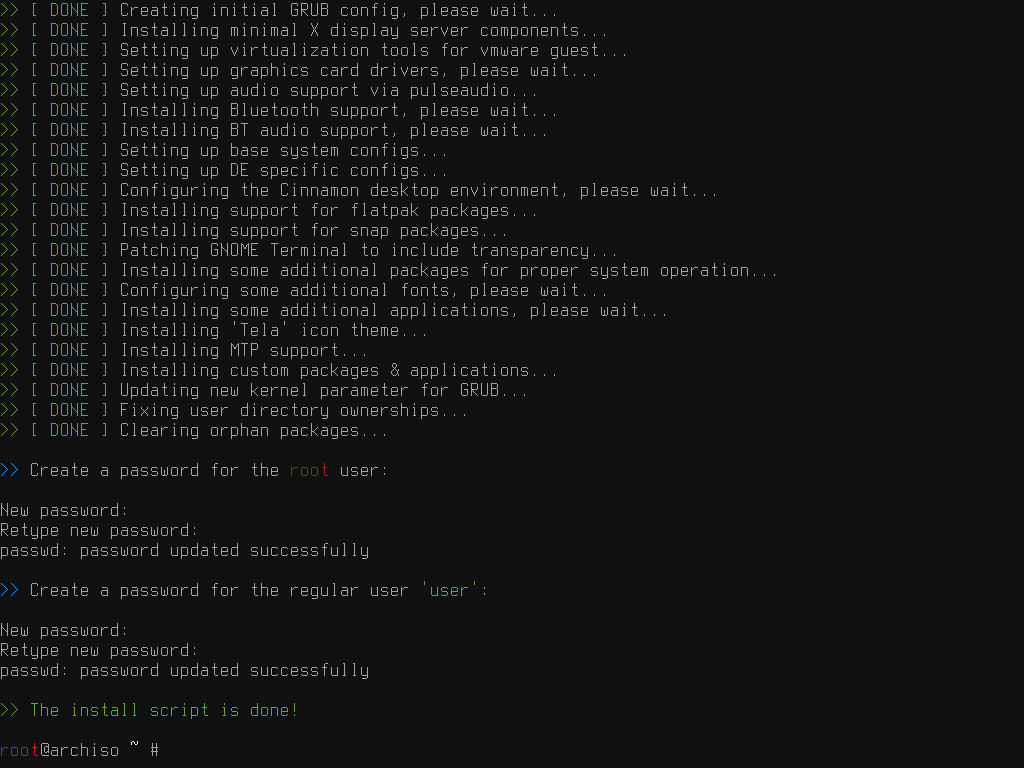 >> [ DONE ] Creating initial GRUB config, please wait...
>> [ DONE ] Installing minimal X display server components...
>> [ DONE ] Setting up virtualization tools for vmware guest...
>> [ DONE ] Setting up graphics card drivers, please wait...
>> [ DONE ] Setting up audio support via pulseaudio...
>> [ DONE ] Installing Bluetooth support, please wait...
>> [ DONE ] Installing BT audio support, please wait...
>> [ DONE ] Setting up base system configs...
>> [ DONE ] Setting up DE specific configs...
>> [ DONE ] Configuring the Cinnamon desktop environment, please wait...
>> [ DONE ] Installing support for flatpak packages...
>> [ DONE ] Installing support for snap packages...
>> [ DONE ] Patching GNOME Terminal to include transparency...
>> [ DONE ] Installing some additional packages for proper system operation...
>> [ DONE ] Configuring some additional fonts, please wait...
>> [ DONE ] Installing some additional applications, please wait...
>> [ DONE ] Installing 'Tela' icon theme...
>> [ DONE ] Installing MTP support...
>> [ DONE ] Installing custom packages & applications...
>> [ DONE ] Updating new kernel parameter for GRUB...
>> [ DONE ] Fixing user directory ownerships...
>> [ DONE ] Clearing orphan packages...
>> Create a password for the root user:
New password:
Retype new password:
passwd: password updated successfully
>> Create a password for the regular user 'user':
New password:
Retype new password:
passwd: password updated successfully
>> The install script is done!
root@archiso ~ #